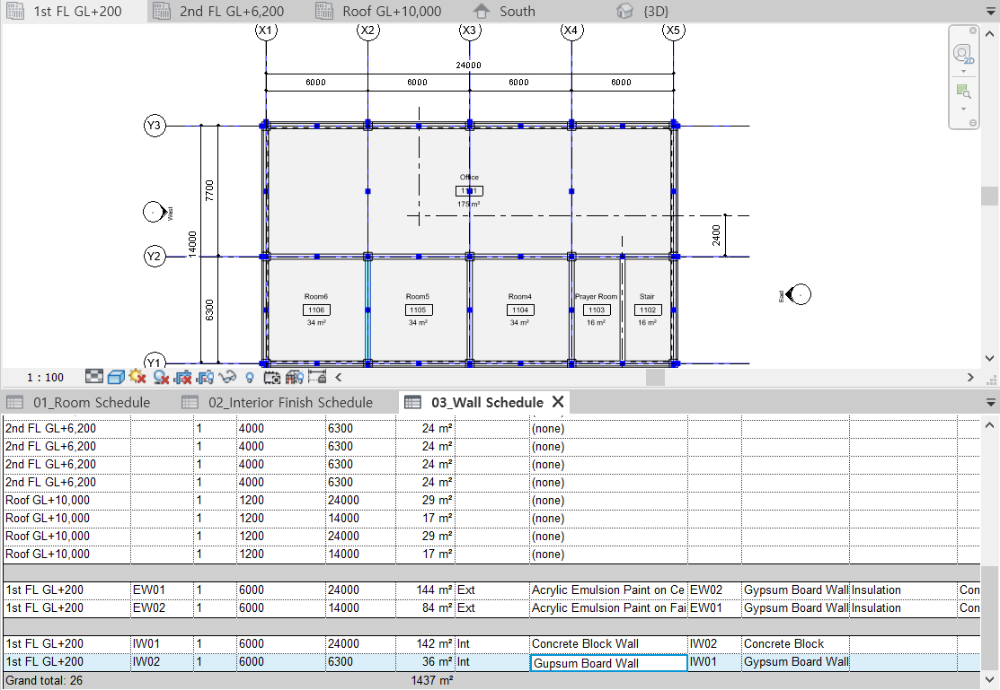 1st FL GL+200
2nd FL GL+6,200
Roof GL+10,000
South
{3D}
X1 X2 X3 X4 X5
24000
6000 6000 6000 6000
2D
Y3
Office
1101
175 m²
7700
West
14000
2400
Y2
Room6 Room5 Room4 Prayer Room Stair
1106 1105 1104 1103 1102
34 m² 34 m² 34 m² 16 m² 16 m²
6300
East
Y1
1 : 100
01_Room Schedule
02_Interior Finish Schedule
03_Wall Schedule
2nd FL GL+6,200 1 4000 6300 24 m² (none)
2nd FL GL+6,200 1 4000 6300 24 m² (none)
2nd FL GL+6,200 1 4000 6300 24 m² (none)
2nd FL GL+6,200 1 4000 6300 24 m² (none)
Roof GL+10,000 1 1200 24000 29 m² (none)
Roof GL+10,000 1 1200 14000 17 m² (none)
Roof GL+10,000 1 1200 24000 29 m² (none)
Roof GL+10,000 1 1200 14000 17 m² (none)
1st FL GL+200 EW01 1 6000 24000 144 m² Ext Acrylic Emulsion Paint on Ce EW02 Gypsum Board Wall Insulation Con
1st FL GL+200 EW02 1 6000 14000 84 m² Ext Acrylic Emulsion Paint on Fai EW01 Gypsum Board Wall Insulation Con
1st FL GL+200 IW01 1 6000 24000 142 m² Int Concrete Block Wall IW02 Concrete Block
1st FL GL+200 IW02 1 6000 6300 36 m² Int Gupsum Board Wall IW01 Gypsum Board Wall
Grand total: 26 1437 m²